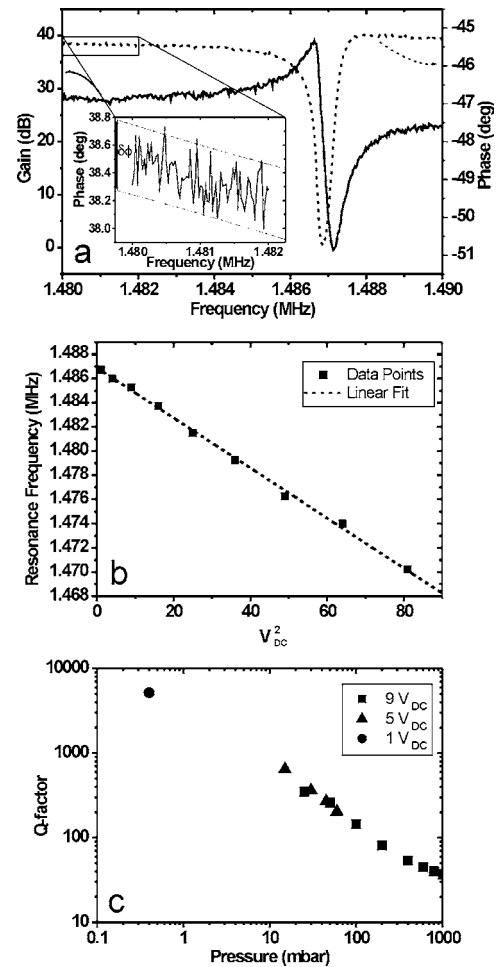 40
30
20
10
0
Gain (dB)
-45
-46
-47
-48
-49
-50
-51
Phase (deg)
38.8
38.6
38.4
38.2
38.0
Phase (deg)
δϕ
1.480 1.481 1.482
Frequency (MHz)
a
1.480 1.482 1.484 1.486 1.488 1.490
Frequency (MHz)
1.488
1.486
1.484
1.482
1.480
1.478
1.476
1.474
1.472
1.470
1.468
Resonance Frequency (MHz)
Data Points
Linear Fit
b
0 20 40 60 80
V²DC
10000
1000
100
10
Q-factor
9 VDC
5 VDC
1 VDC
c
0.1 1 10 100 1000
Pressure (mbar)